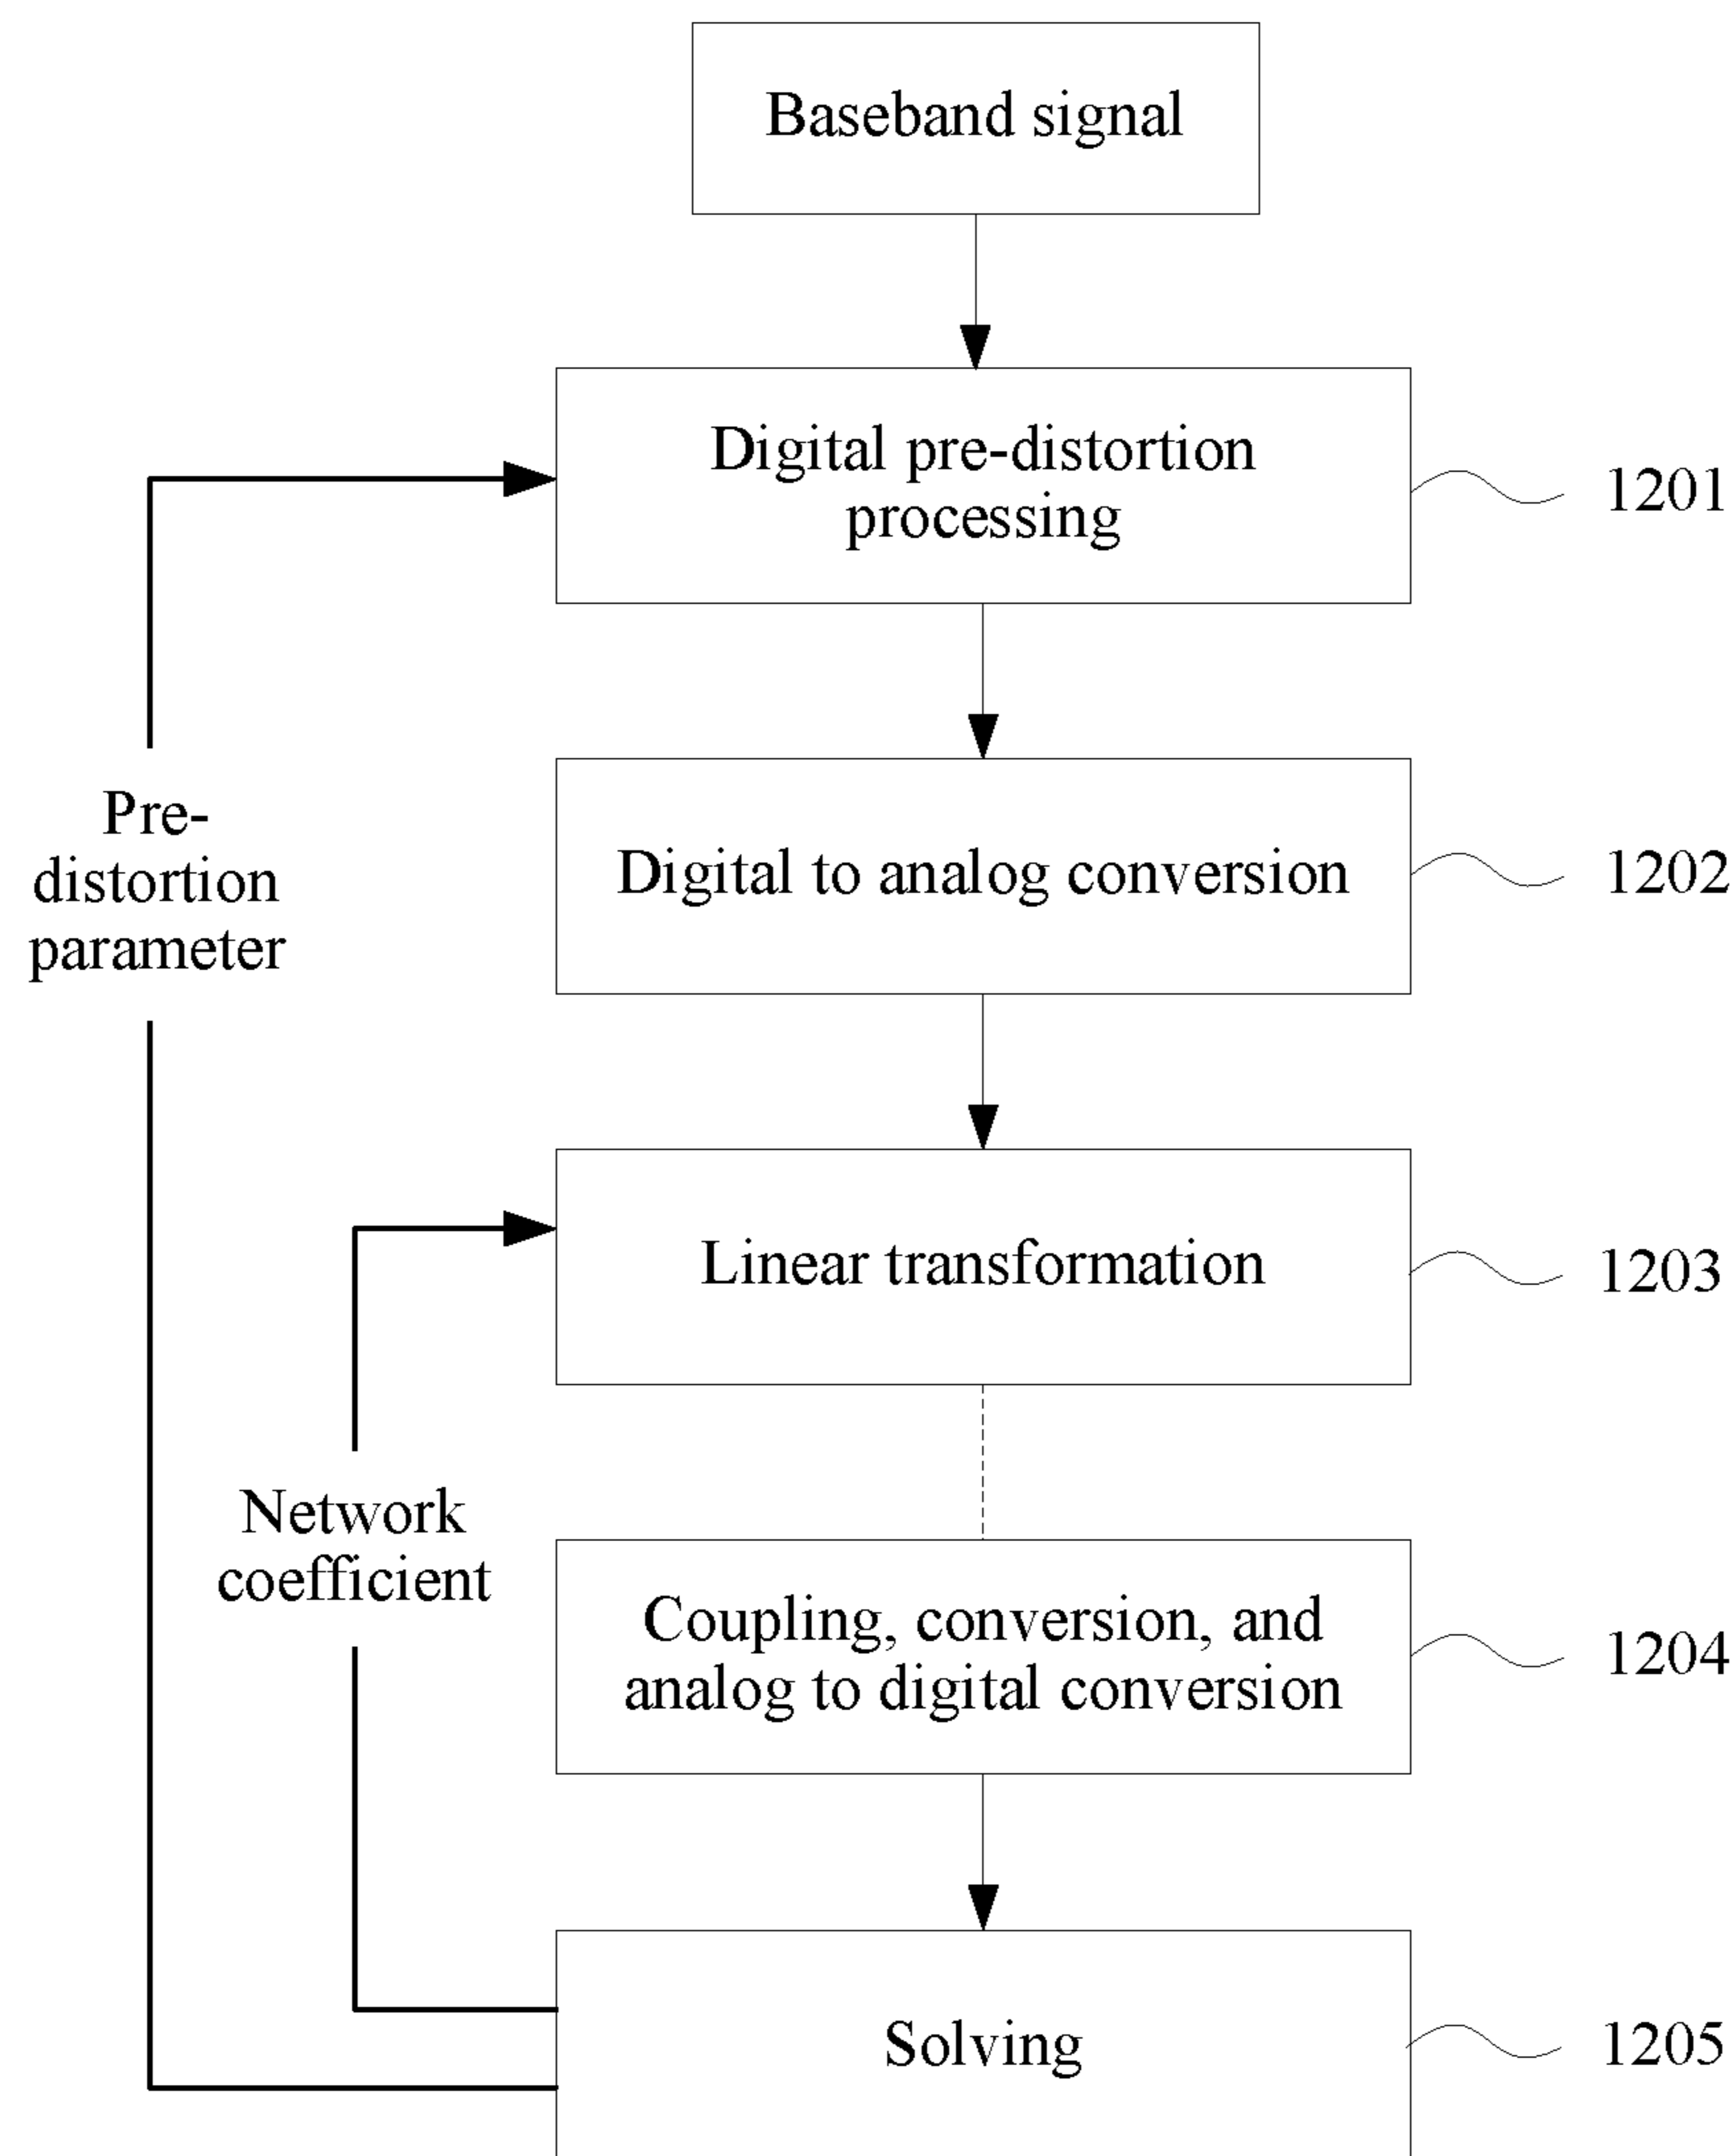 Baseband signal
Digital pre-distortion
processing
1201
Pre-
distortion
parameter
Digital to analog conversion
1202
Linear transformation
1203
Network
coefficient
Coupling, conversion, and
analog to digital conversion
1204
Solving
1205